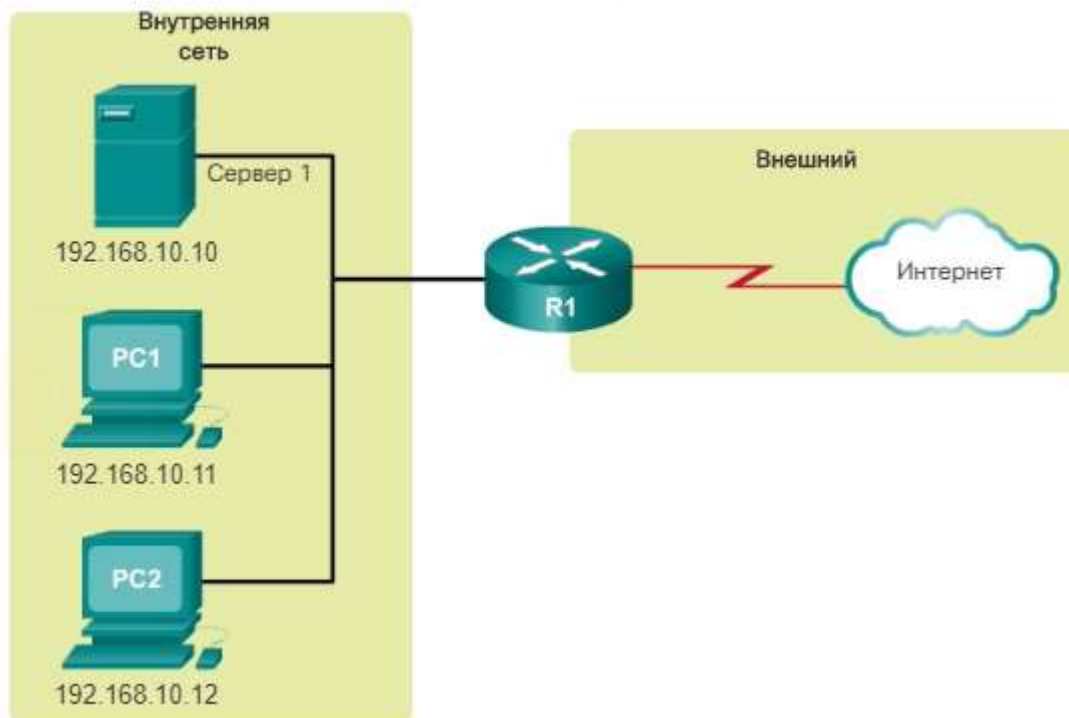 Внутренняя
сеть
Сервер 1
192.168.10.10
PC1
192.168.10.11
PC2
192.168.10.12
R1
Внешний
Интернет